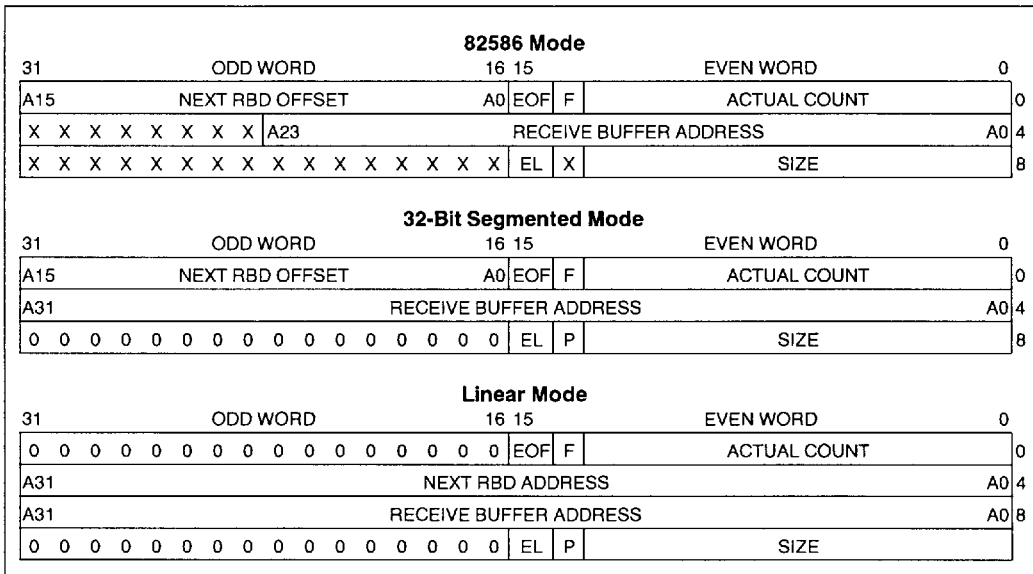 82586 Mode
31 ODD WORD 16 15 EVEN WORD 0
A15 NEXT RBD OFFSET A0 EOF F ACTUAL COUNT 0
X X X X X X X X A23 RECEIVE BUFFER ADDRESS A0 4
X X X X X X X X X X X X X X X X EL X SIZE 8
32-Bit Segmented Mode
31 ODD WORD 16 15 EVEN WORD 0
A15 NEXT RBD OFFSET A0 EOF F ACTUAL COUNT 0
A31 RECEIVE BUFFER ADDRESS A0 4
0 0 0 0 0 0 0 0 0 0 0 0 0 0 0 0 EL P SIZE 8
Linear Mode
31 ODD WORD 16 15 EVEN WORD 0
0 0 0 0 0 0 0 0 0 0 0 0 0 0 0 0 EOF F ACTUAL COUNT 0
A31 NEXT RBD ADDRESS A0 4
A31 RECEIVE BUFFER ADDRESS A0 8
0 0 0 0 0 0 0 0 0 0 0 0 0 0 0 0 EL P SIZE